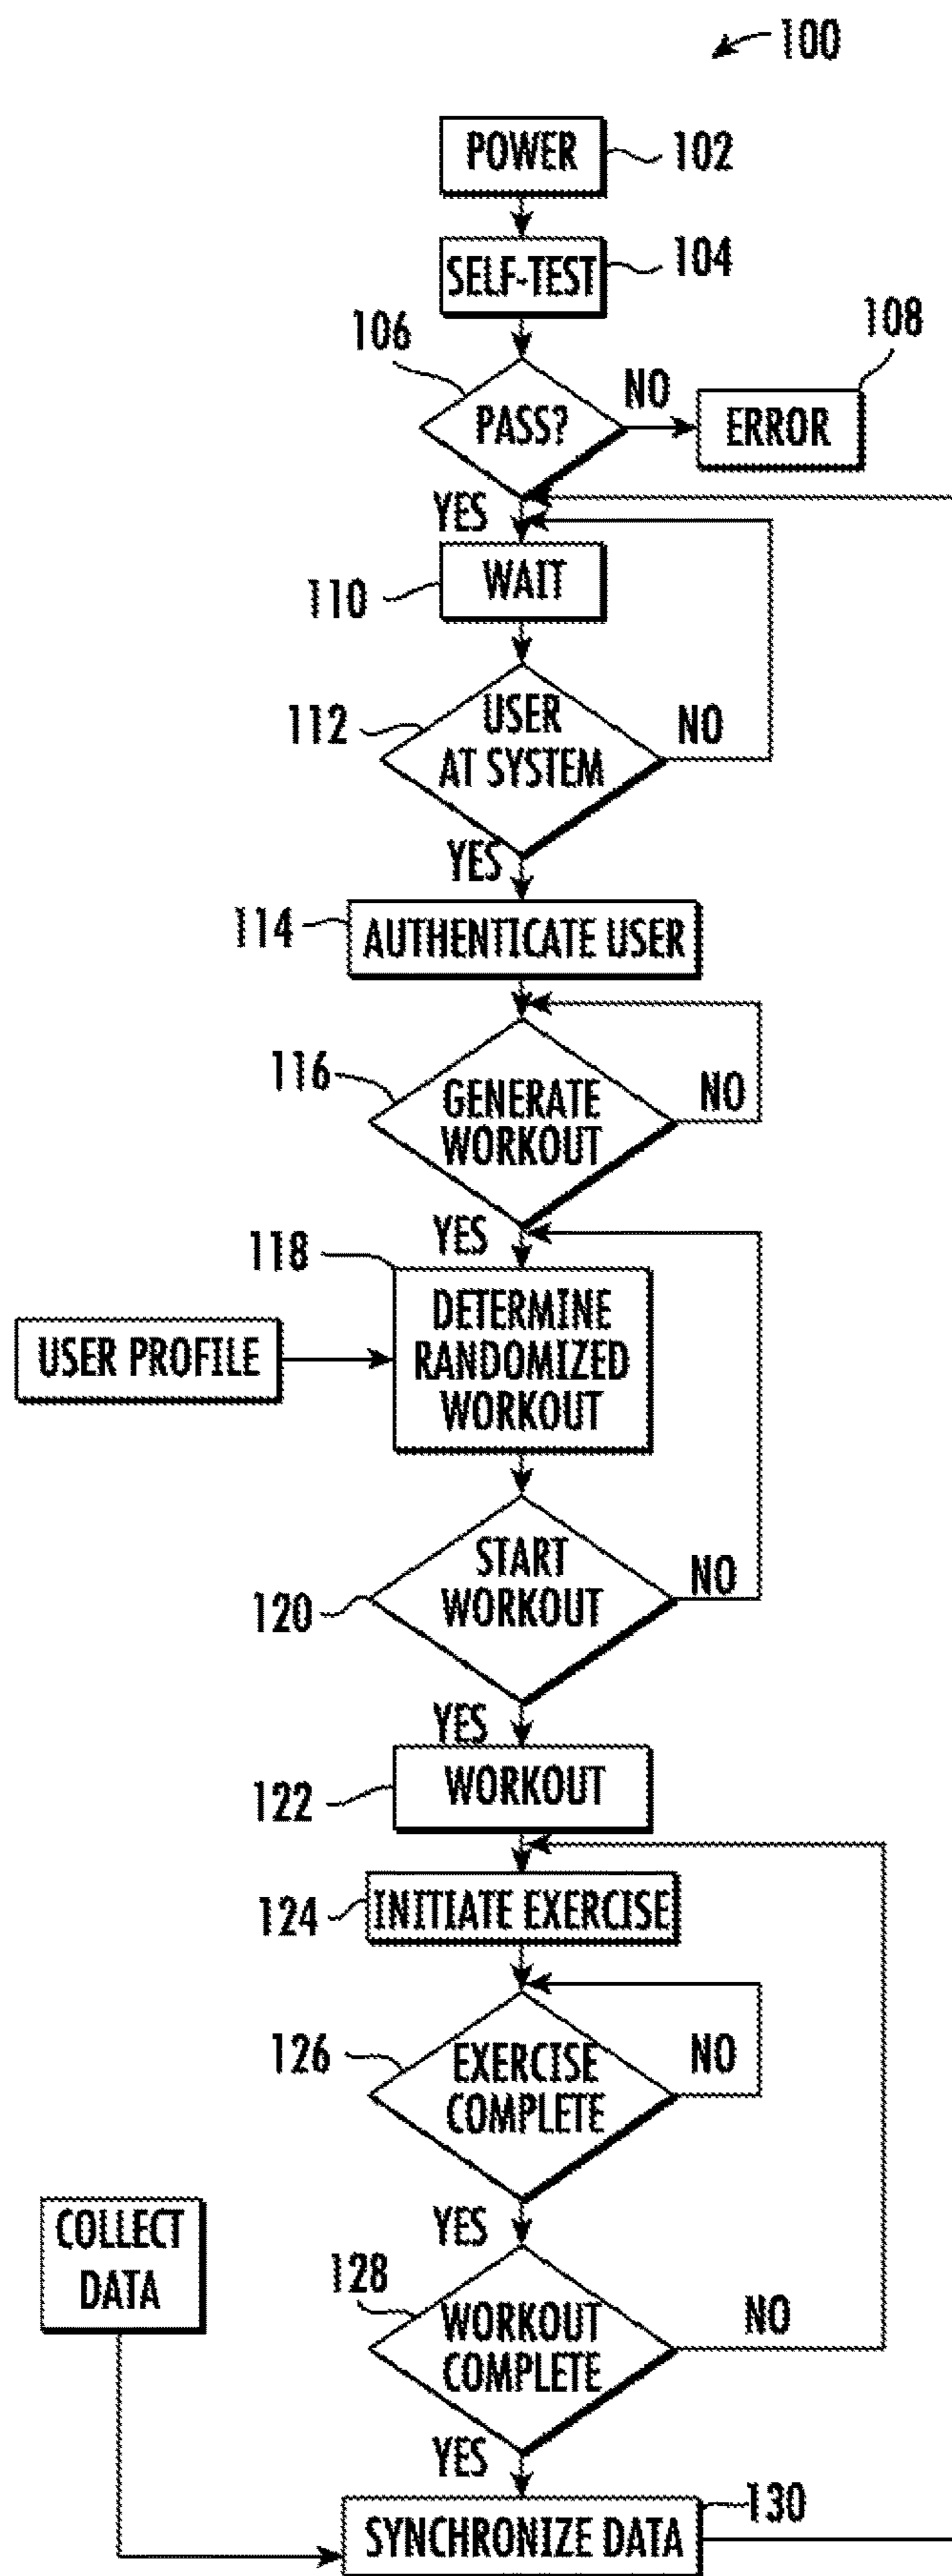 100
POWER
102
SELF-TEST
104
106
PASS?
NO
108
ERROR
YES
WAIT
110
112
USER
AT SYSTEM
NO
YES
114
AUTHENTICATE USER
116
GENERATE
WORKOUT
NO
YES
118
DETERMINE
RANDOMIZED
WORKOUT
USER PROFILE
START
WORKOUT
NO
120
YES
WORKOUT
122
124
INITIATE EXERCISE
126
EXERCISE
COMPLETE
NO
YES
COLLECT
DATA
128
WORKOUT
COMPLETE
NO
YES
SYNCHRONIZE DATA
130